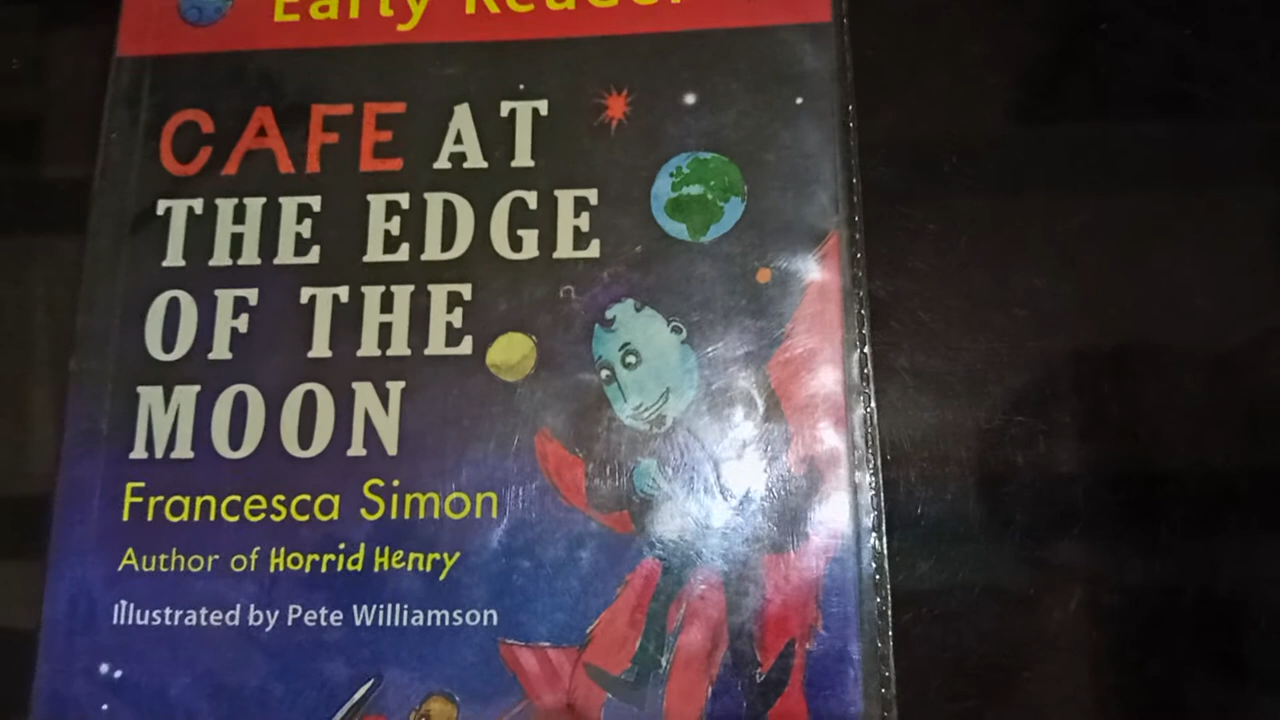 Early Reader
CAFE AT
THE EDGE
OF THE
MOON
Francesca Simon
Author of Horrid Henry
Illustrated by Pete Williamson